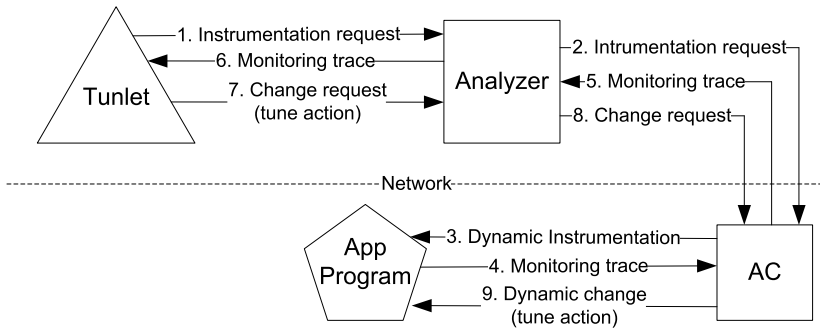 1. Instrumentation request
2. Intrumentation request
6. Monitoring trace
Analyzer
5. Monitoring trace
Tunlet
7. Change request
(tune action)
8. Change request
Network
App
Program
3. Dynamic Instrumentation
4. Monitoring trace
AC
9. Dynamic change
(tune action)